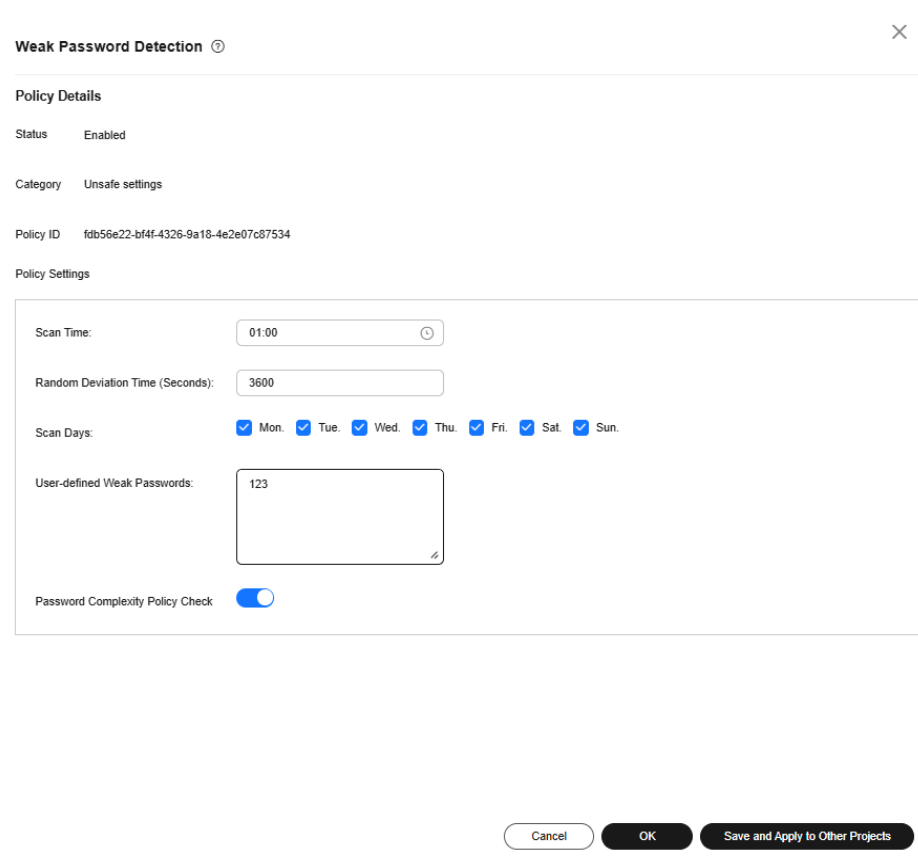 Weak Password Detection ?
Policy Details
Status Enabled
Category Unsafe settings
Policy ID fdb56e22-bf4f-4326-9a18-4e2e07c87534
Policy Settings
Scan Time: 01:00
Random Deviation Time (Seconds): 3600
Scan Days: Mon. Tue. Wed. Thu. Fri. Sat. Sun.
User-defined Weak Passwords: 123
Password Complexity Policy Check
Cancel OK Save and Apply to Other Projects